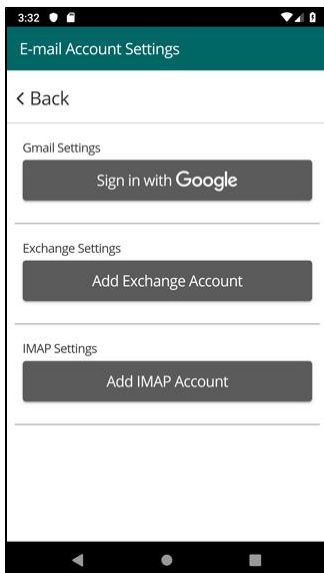 3:32
E-mail Account Settings
< Back
Gmail Settings
Sign in with Google
Exchange Settings
Add Exchange Account
IMAP Settings
Add IMAP Account